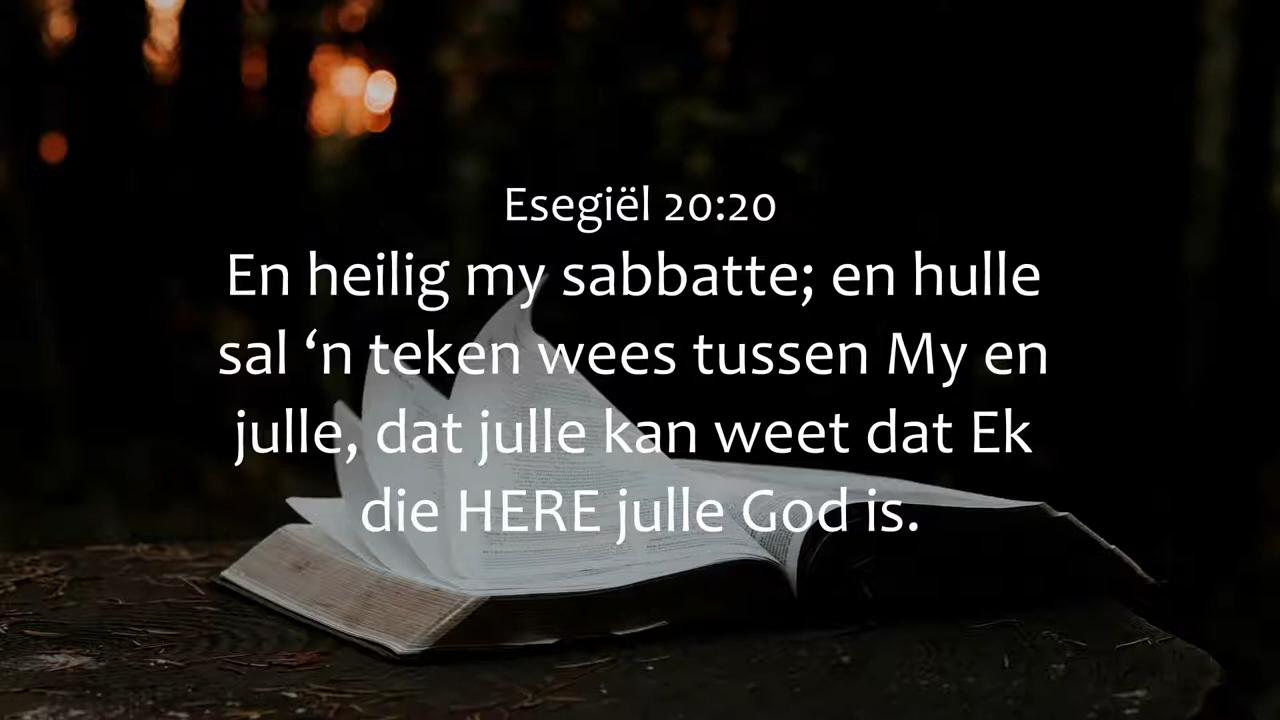 Esegiël 20:20
En heilig my sabbatte; en hulle
sal ‘n teken wees tussen My en
julle, dat julle kan weet dat Ek
die HERE julle God is.